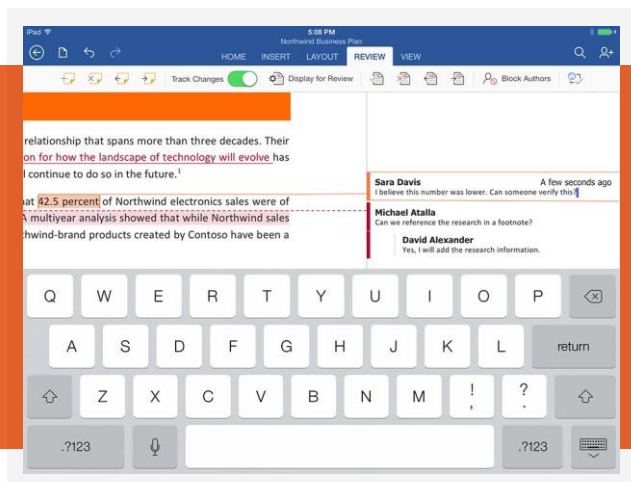 iPad 5:08 PM
Northwind Business Plan
HOME INSERT LAYOUT REVIEW VIEW
Track Changes Display for Review Block Authors
relationship that spans more than three decades. Their
on for how the landscape of technology will evolve has
l continue to do so in the future.1
at 42.5 percent of Northwind electronics sales were of
A multiyear analysis showed that while Northwind sales
thwind-brand products created by Contoso have been a
Sara Davis A few seconds ago
I believe this number was lower. Can someone verify this?
Michael Atalla
Can we reference the research in a footnote?
David Alexander
Yes, I will add the research information.
Q W E R T Y U I O P
A S D F G H J K L return
Z X C V B N M ! , ? .
.?123 .?123